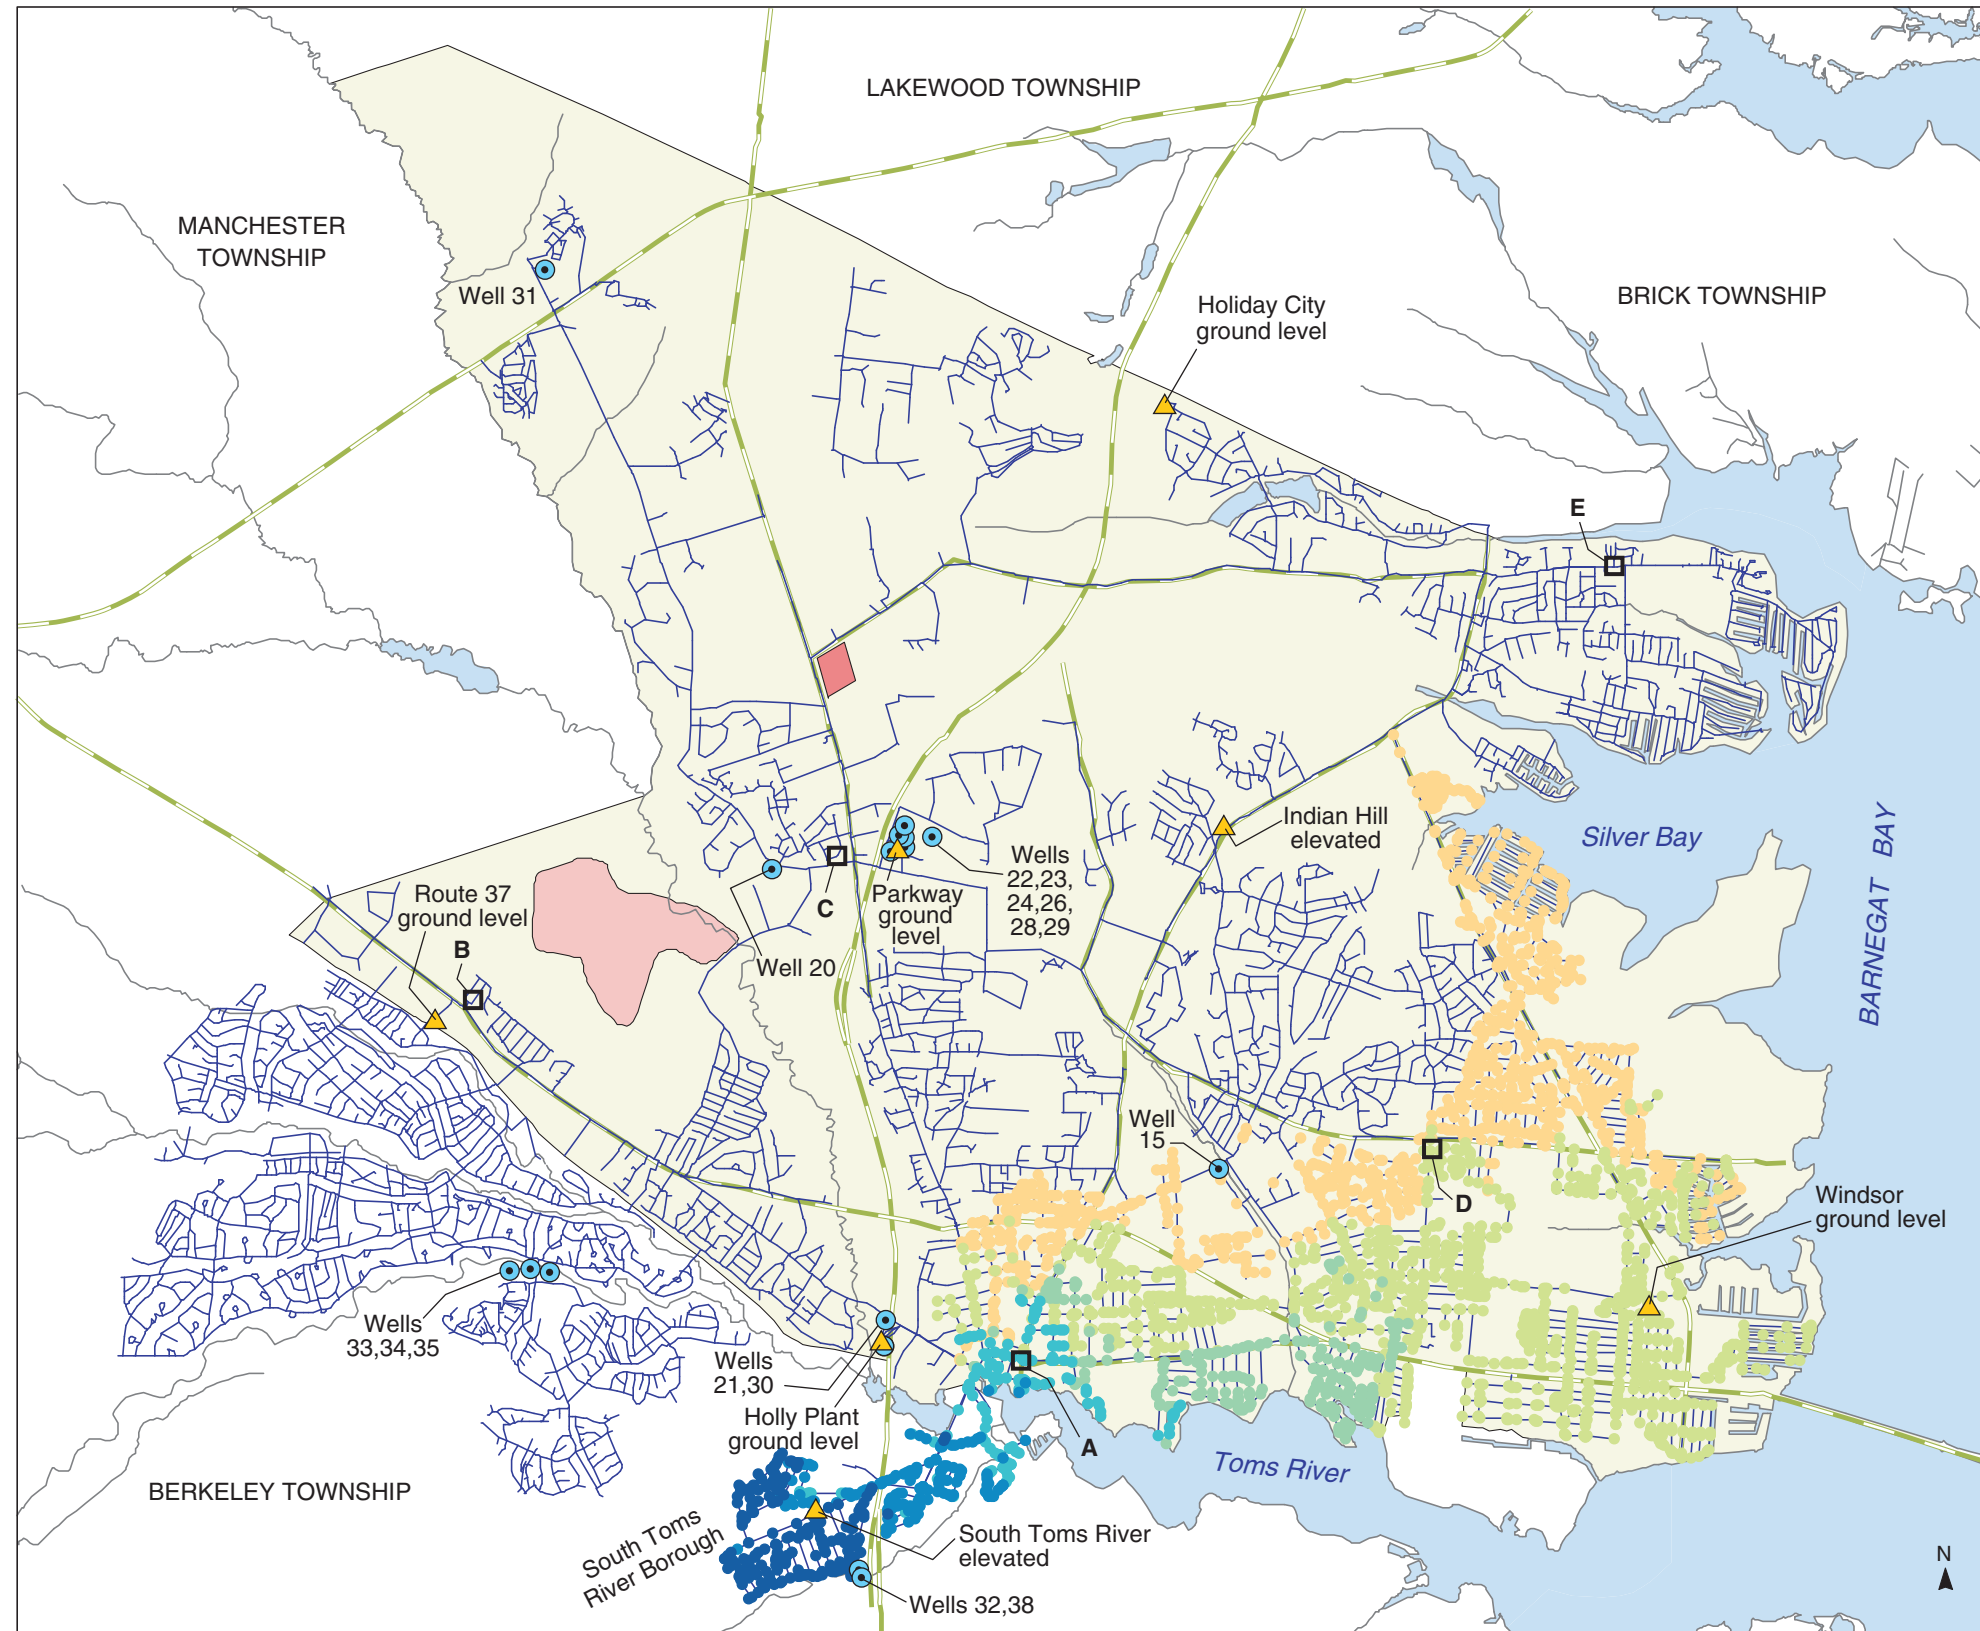 LAKEWOOD TOWNSHIP
MANCHESTER
TOWNSHIP
Well 31
Holiday City
ground level
BRICK TOWNSHIP
E
Indian Hill
elevated
Silver Bay
BARNEGAT BAY
Route 37
ground level
B
C
Parkway
ground
level
Wells
22,23,
24,26,
28,29
Well 20
Well
15
D
Windsor
ground level
Wells
33,34,35
Wells
21,30
Holly Plant
ground level
A
Toms River
BERKELEY TOWNSHIP
South Toms
River Borough
South Toms River
elevated
Wells 32,38
N